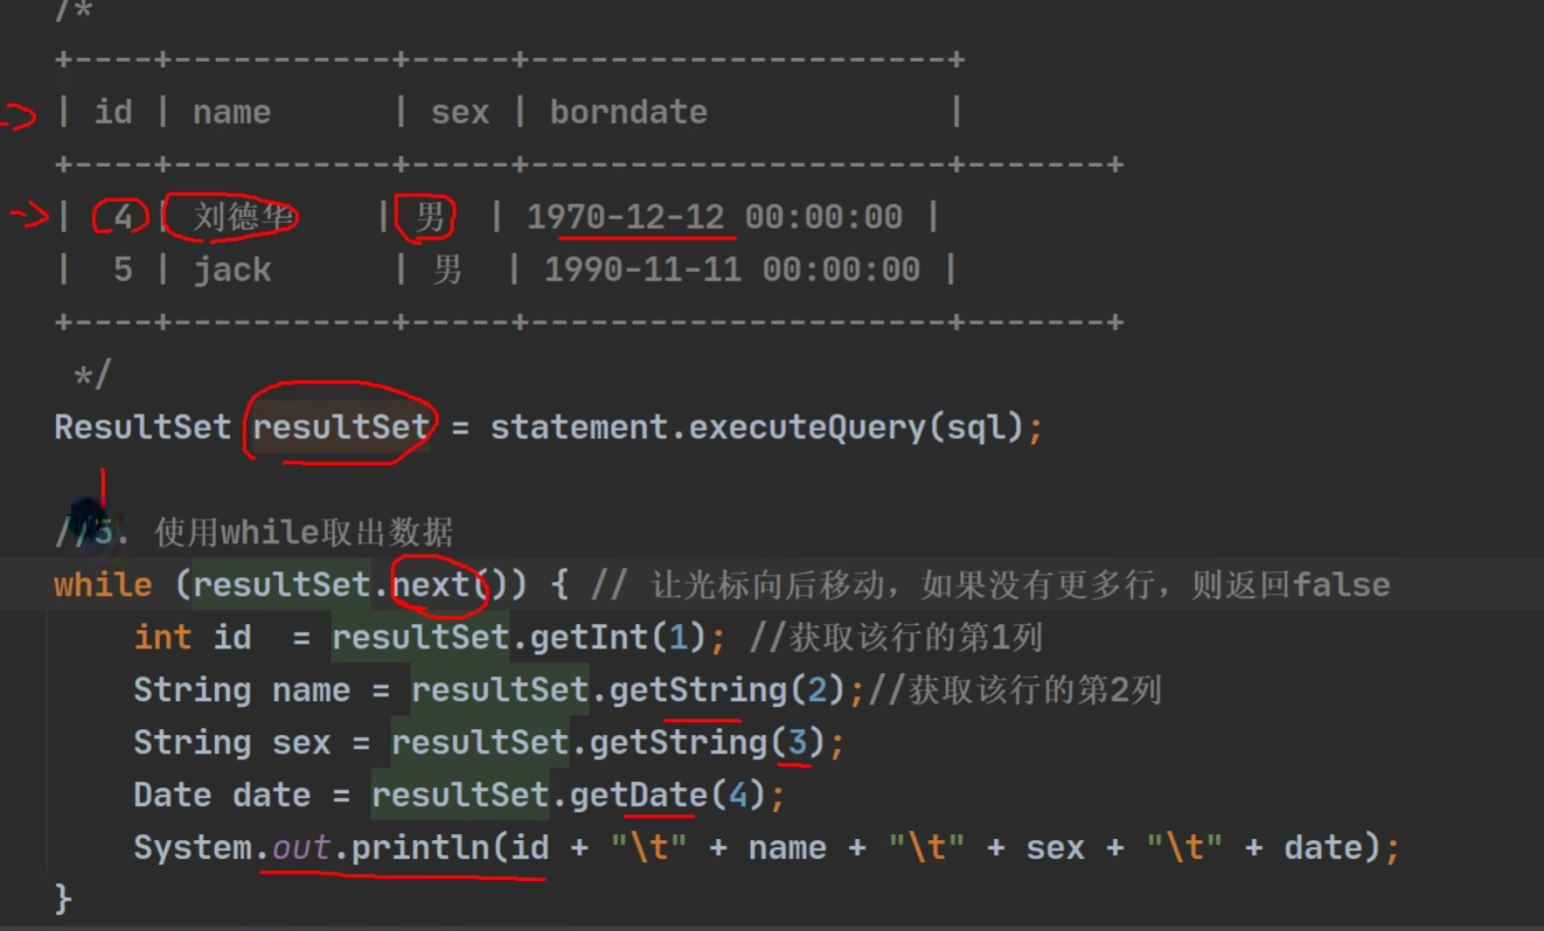 /*
+----+-----------+-----+---------------------+
| id | name | sex | borndate |
+----+-----------+-----+---------------------+-------+
| 4 | 刘德华 | 男 | 1970-12-12 00:00:00 |
| 5 | jack | 男 | 1990-11-11 00:00:00 |
+----+-----------+-----+---------------------+-------+
*/
ResultSet resultSet = statement.executeQuery(sql);
//5. 使用while取出数据
while (resultSet.next()) { // 让光标向后移动，如果没有更多行，则返回false
int id = resultSet.getInt(1); //获取该行的第1列
String name = resultSet.getString(2);//获取该行的第2列
String sex = resultSet.getString(3);
Date date = resultSet.getDate(4);
System.out.println(id + "\t" + name + "\t" + sex + "\t" + date);
}